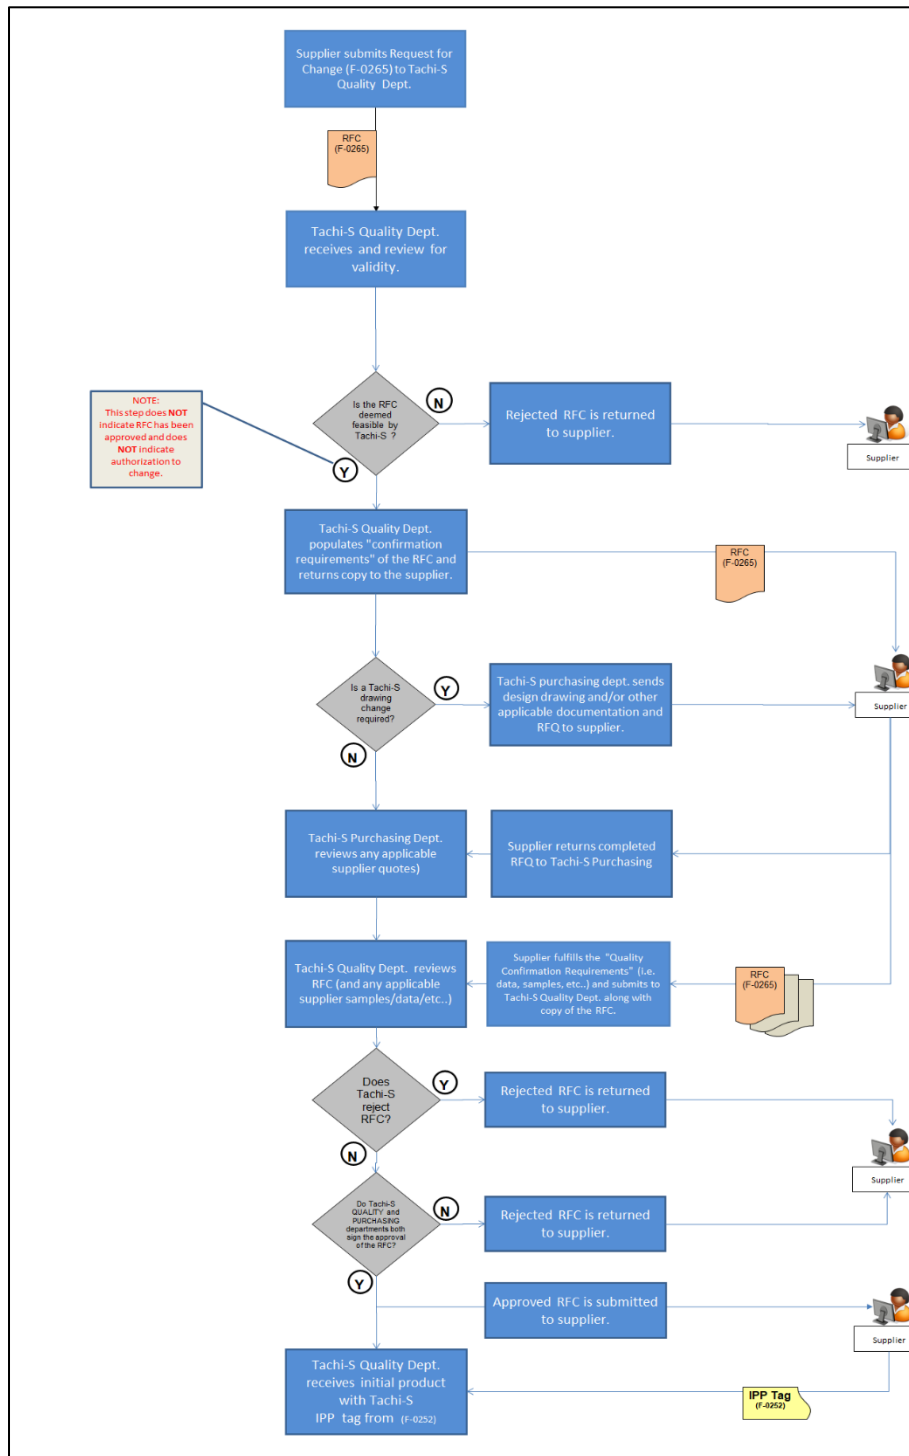 Supplier submits Request for
Change (F-0265) to Tachi-S
Quality Dept.
RFC
(F-0265)
Tachi-S Quality Dept.
receives and review for
validity.
NOTE:
This step does NOT
indicate RFC has been
approved and does
NOT indicate
authorization to
change.
Is the RFC
deemed
feasible by
Tachi-S ?
N
Y
Rejected RFC is returned
to supplier.
Supplier
Tachi-S Quality Dept.
populates "confirmation
requirements" of the RFC and
returns copy to the supplier.
RFC
(F-0265)
Is a Tachi-S
drawing
change
required?
Y
N
Tachi-S purchasing dept. sends
design drawing and/or other
applicable documentation and
RFQ to supplier.
Supplier
Tachi-S Purchasing Dept.
reviews any applicable
supplier quotes)
Supplier returns completed
RFQ to Tachi-S Purchasing
Tachi-S Quality Dept. reviews
RFC (and any applicable
supplier samples/data/etc..)
Supplier fulfills the "Quality
Confirmation Requirements" (i.e.
data, samples, etc..) and submits to
Tachi-S Quality Dept. along with
copy of the RFC.
RFC
(F-0265)
Does
Tachi-S
reject
RFC?
Y
N
Rejected RFC is returned
to supplier.
Supplier
Do Tachi-S
QUALITY and
PURCHASING
departments both
sign the approval
of the RFC?
N
Y
Rejected RFC is returned
to supplier.
Approved RFC is submitted
to supplier.
Supplier
Tachi-S Quality Dept.
receives initial product
with Tachi-S
IPP tag from (F-0252)
IPP Tag
(F-0252)